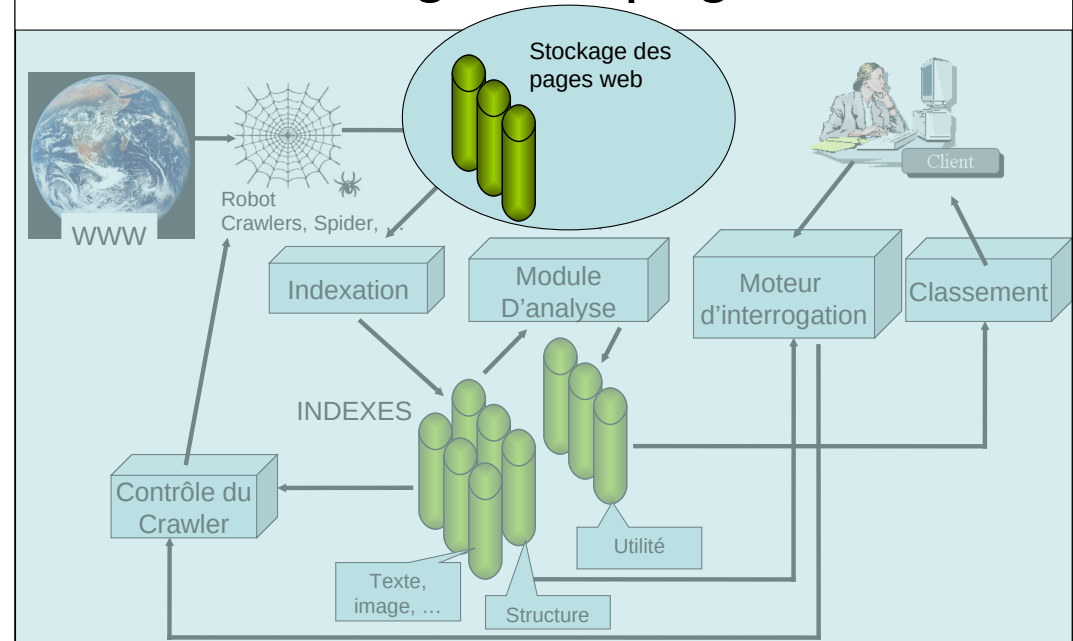 Stockage des
pages web
Client
WWW
Robot
Crawlers, Spider,
Indexation
Module
D'analyse
Moteur
d'interrogation
Classement
INDEXES
Contrôle du
Crawler
Utilité
Texte,
image, …
Structure